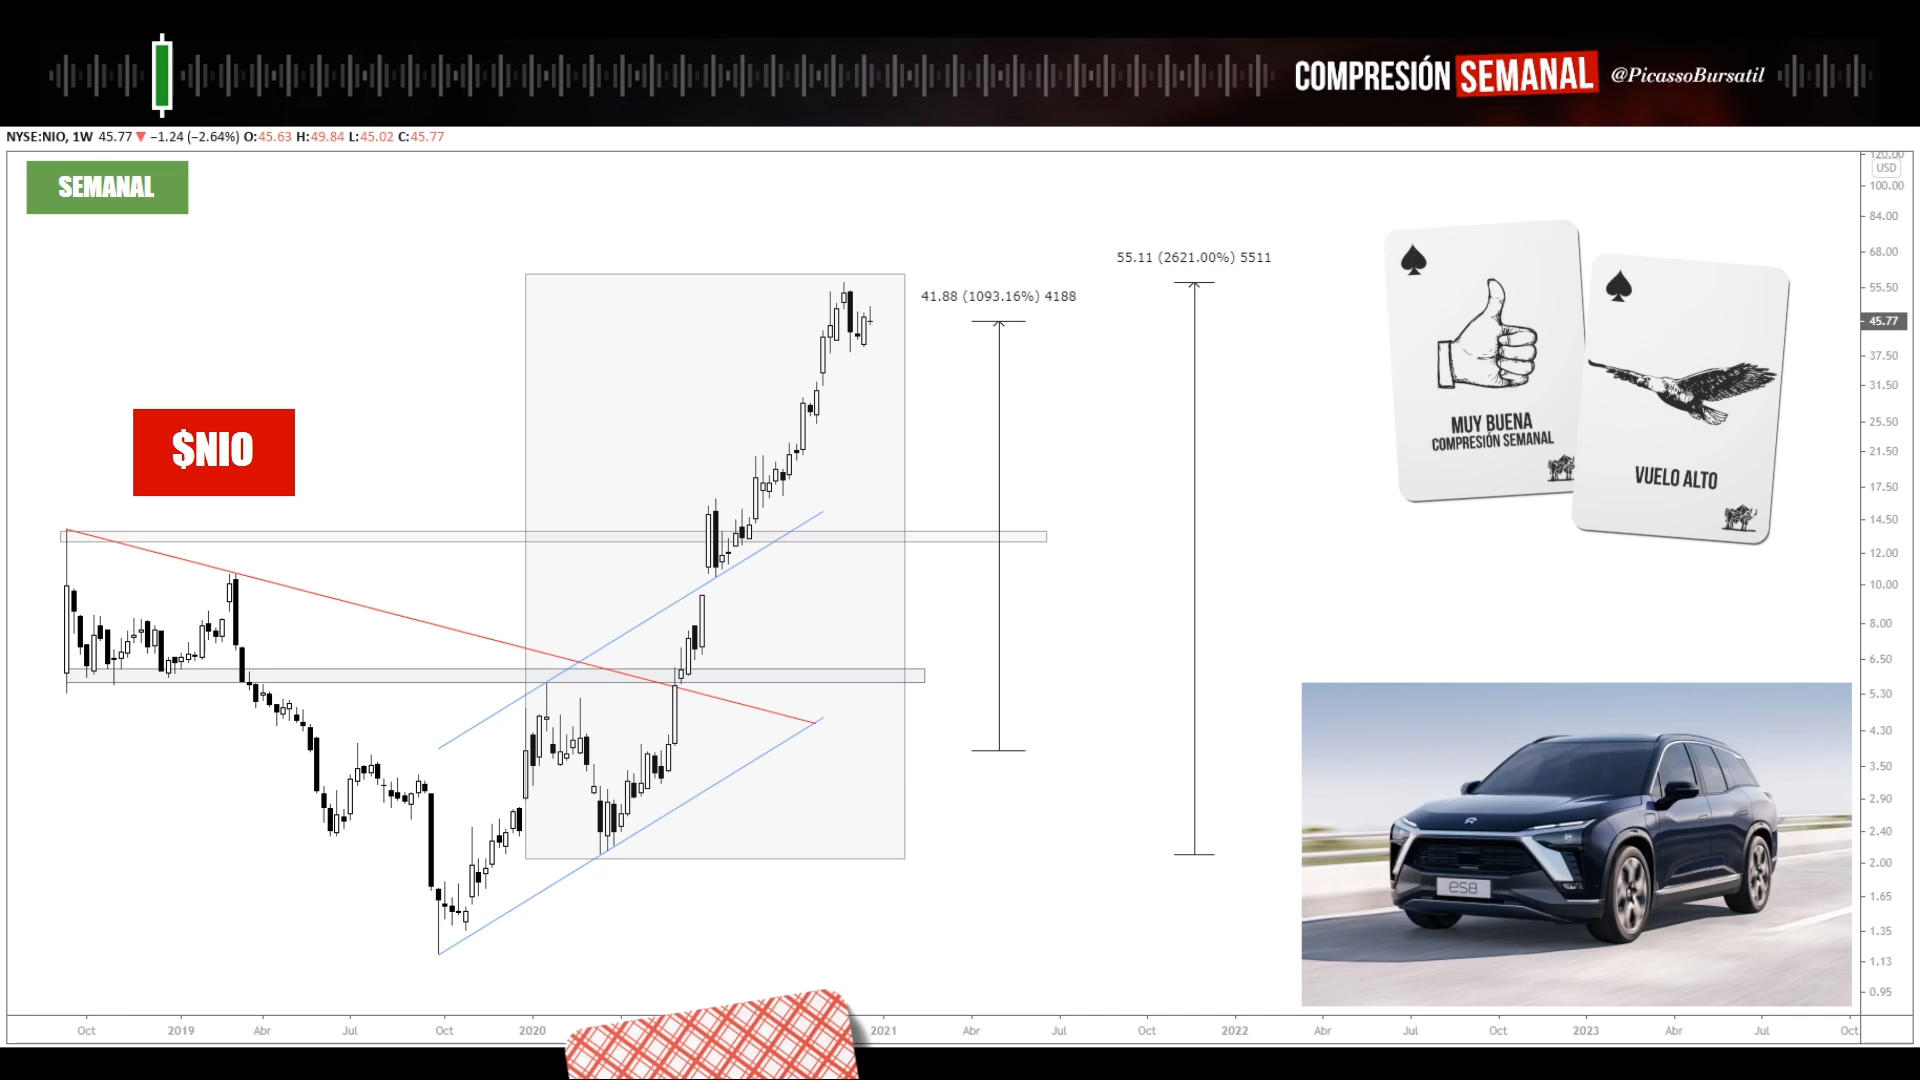 COMPRESIÓN SEMANAL @PicassoBursatil
NYSE:NIO, 1W 45.77 ▼ −1.24 (−2.64%) O:45.63 H:49.84 L:45.02 C:45.77
SEMANAL
$NIO
41.88 (1093.16%) 4188
55.11 (2621.00%) 5511
MUY BUENA
COMPRESIÓN SEMANAL
VUELO ALTO
es8
120.00
USD
100.00
84.00
68.00
55.50
45.77
37.50
31.50
25.50
21.50
17.50
14.50
12.00
10.00
8.00
6.50
5.30
4.30
3.50
2.90
2.40
2.00
1.65
1.35
1.13
0.95
Oct 2019 Abr Jul Oct 2020 2021 Abr Jul Oct 2022 Abr Jul Oct 2023 Abr Jul Oct